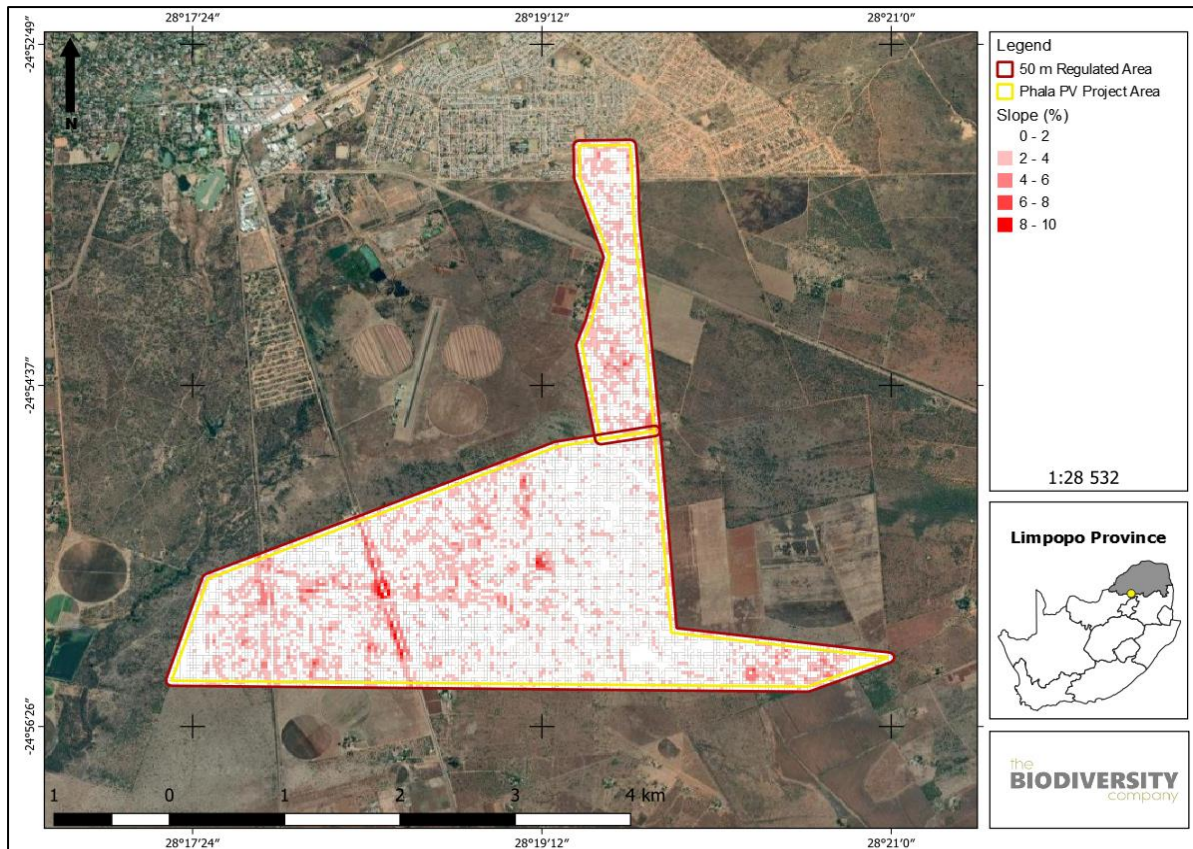 28°17′24″ 28°19′12″ 28°21′0″
-24°52′49″
-24°54′37″
-24°56′26″
N
1 0 1 2 3 4 km
28°17′24″ 28°19′12″ 28°21′0″
Legend
50 m Regulated Area
Phala PV Project Area
Slope (%)
0 - 2
2 - 4
4 - 6
6 - 8
8 - 10
1:28 532
Limpopo Province
the
BIODIVERSITY
company